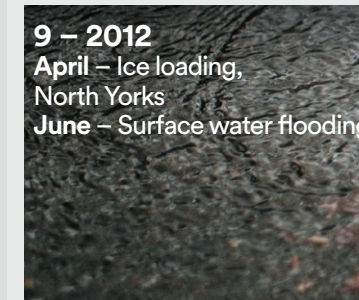 9 – 2012
April – Ice loading,
North Yorks
June – Surface water flooding